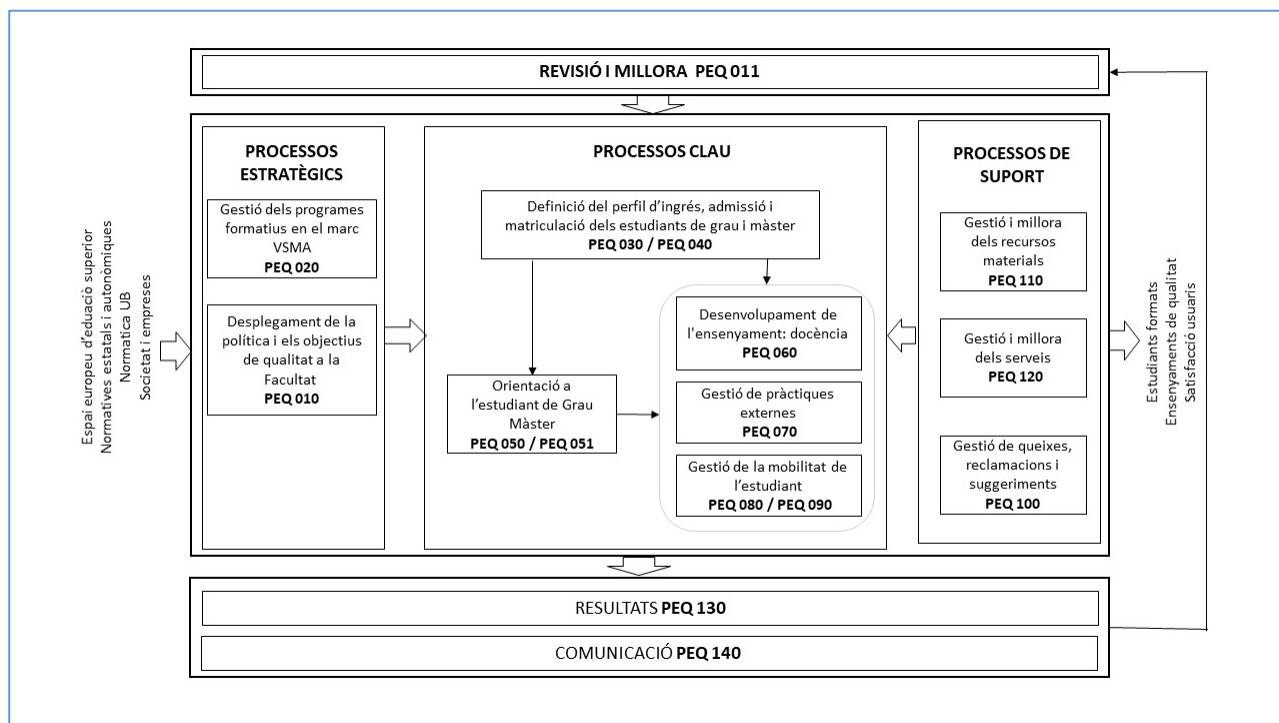 REVISIÓ I MILLORA PEQ 011
Espai europeu d'eduació superior
Normatives estatals i autonòmiques
Normatica UB
Societat i empreses
PROCESSOS
ESTRATÈGICS
Gestió dels programes
formatius en el marc
VSMA
PEQ 020
Desplegament de la
política i els objectius
de qualitat a la
Facultat
PEQ 010
PROCESSOS CLAU
Definició del perfil d'ingrés, admissió i
matriculació dels estudiants de grau i màster
PEQ 030 / PEQ 040
Orientació a
l'estudiant de Grau
Màster
PEQ 050 / PEQ 051
Desenvolupament de
l'ensenyament: docència
PEQ 060
Gestió de pràctiques
externes
PEQ 070
Gestió de la mobilitat de
l'estudiant
PEQ 080 / PEQ 090
PROCESSOS DE
SUPORT
Gestió i millora
dels recursos
materials
PEQ 110
Gestió i millora
dels serveis
PEQ 120
Gestió de queixes,
reclamacions i
suggeriments
PEQ 100
Estudiants formats
Ensenyaments de qualitat
Satisfacció usuaris
RESULTATS PEQ 130
COMUNICACIÓ PEQ 140